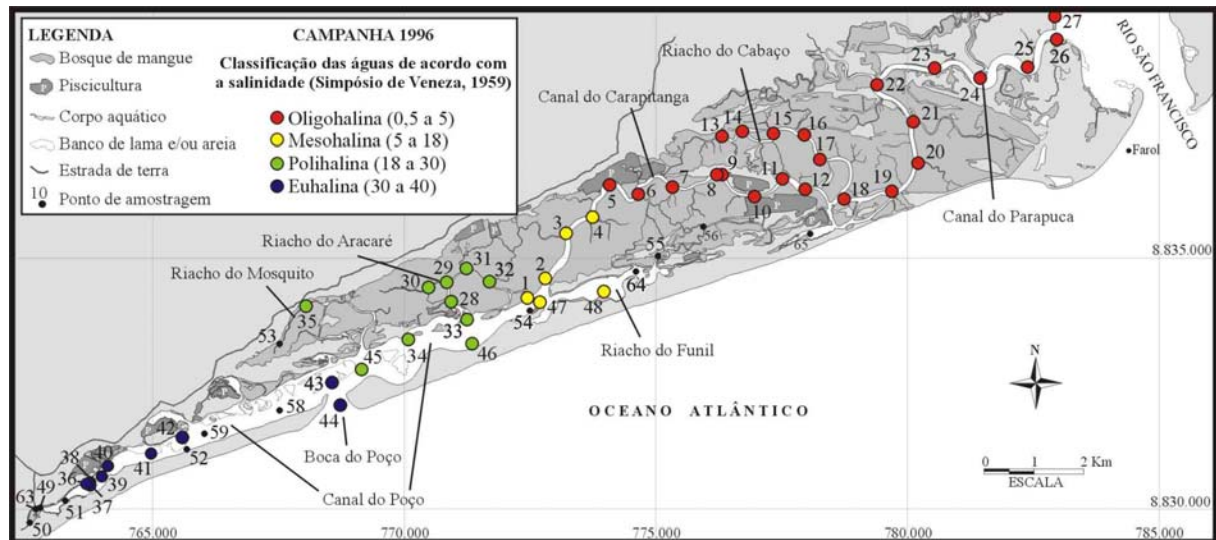 LEGENDA
Bosque de mangue
P
Piscicultura
Corpo aquático
Banco de lama e/ou areia
Estrada de terra
10
Ponto de amostragem
CAMPANHA 1996
Classificação das águas de acordo com
a salinidade (Simpósio de Veneza, 1959)
Oligohalina (0,5 a 5)
Mesohalina (5 a 18)
Polihalina (18 a 30)
Euhalina (30 a 40)
Riacho do Cabaço
Canal do Carapitanga
RIO SÃO FRANCISCO
Farol
Canal do Parapuca
Riacho do Aracaré
Riacho do Mosquito
Riacho do Funil
Boca do Poço
Canal do Poço
OCEANO ATLÂNTICO
N
0 1 2 Km
ESCALA
27
26
25
24
23
22
21
20
19
18
17
16
15
14
13
12
11
10
9
8
7
6
5
4
3
2
1
47
48
54
64
55
56
65
31
32
29
30
28
33
46
34
45
35
53
43
44
58
59
42
52
41
40
39
38
37
36
49
51
63
50
8.835.000
8.830.000
765.000
770.000
775.000
780.000
785.000